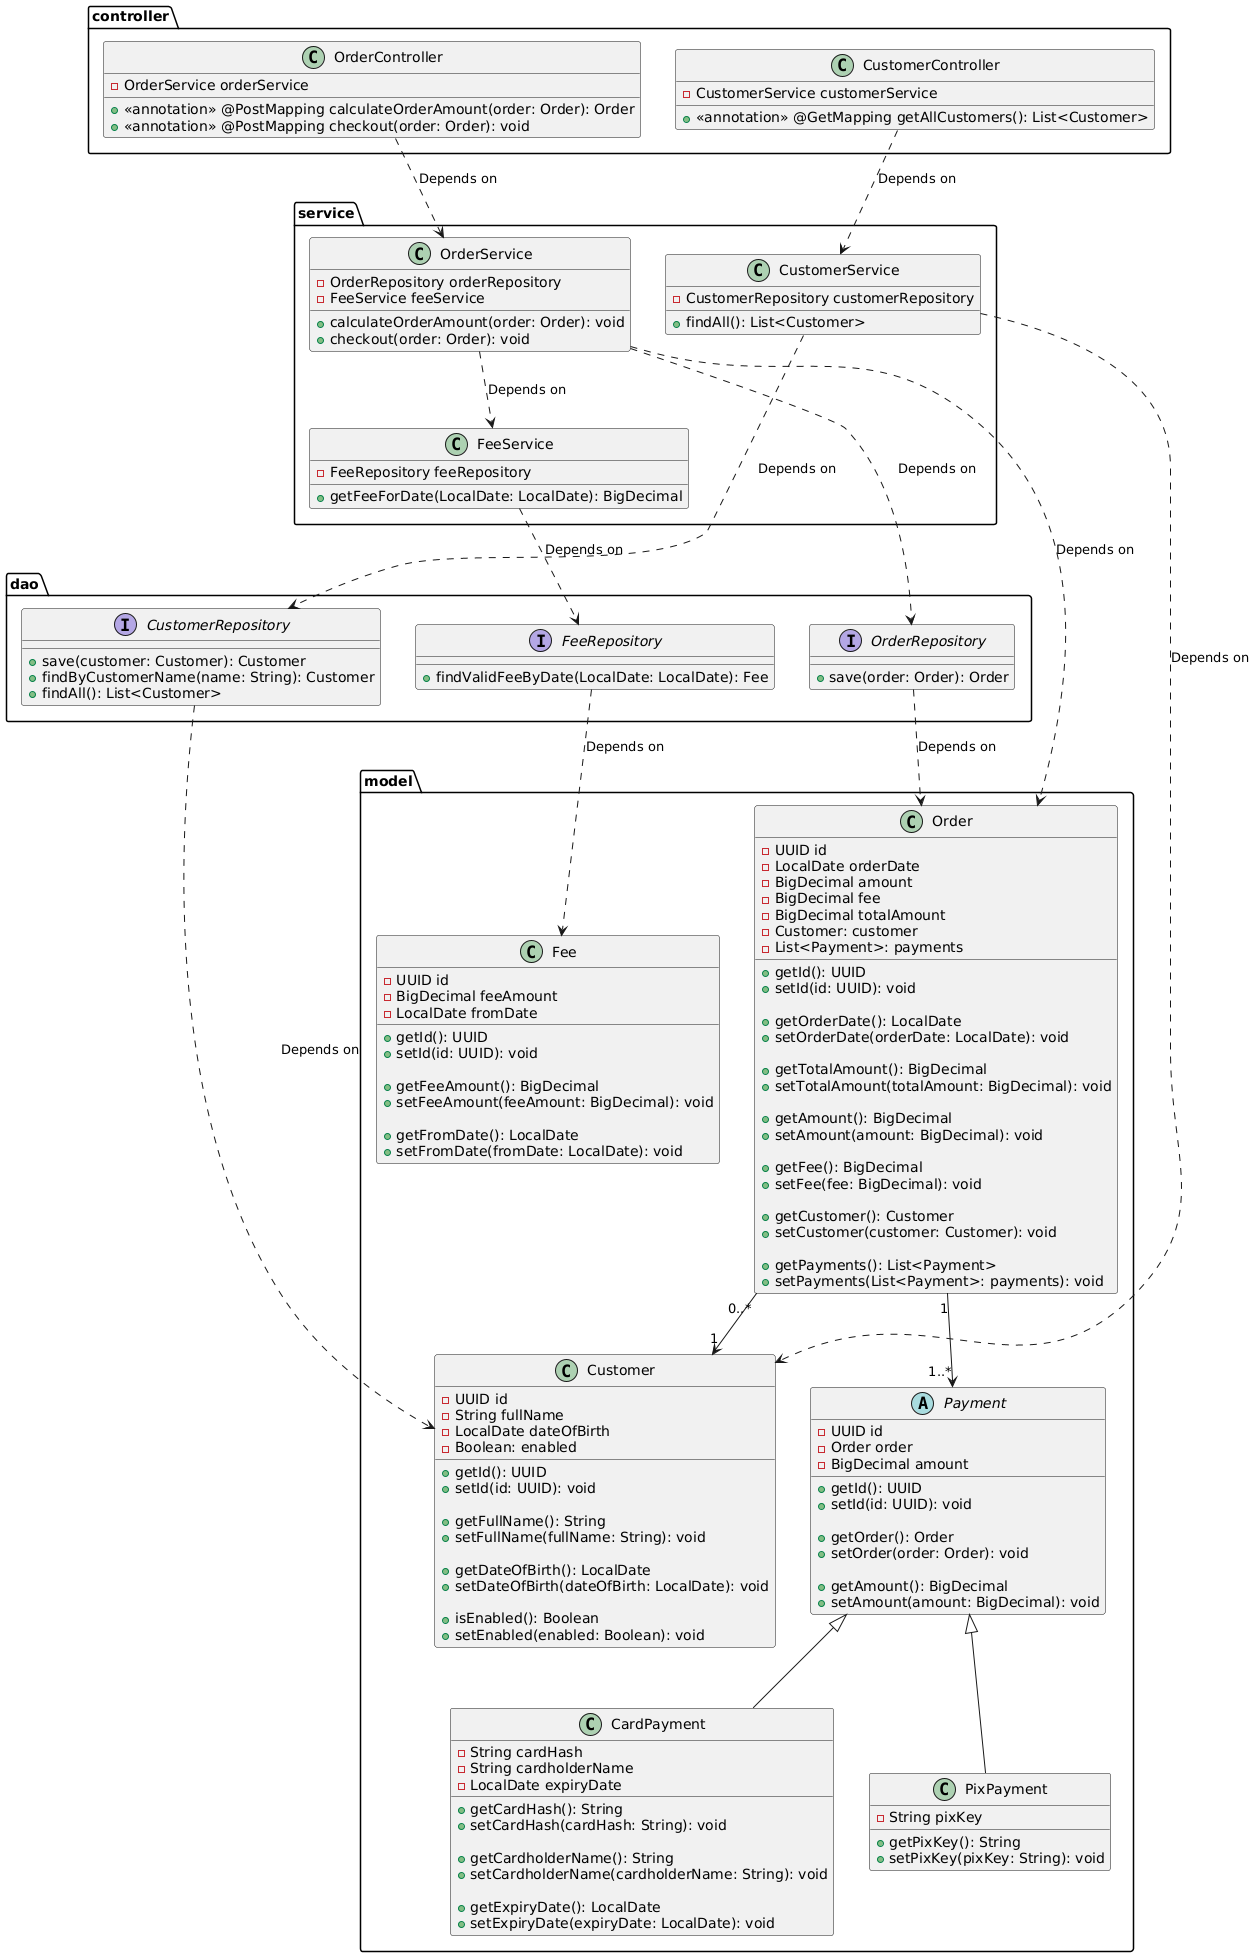 controller
OrderController
OrderService orderService
«annotation» @PostMapping calculateOrderAmount(order: Order): Order
«annotation» @PostMapping checkout(order: Order): void
CustomerController
CustomerService customerService
«annotation» @GetMapping getAllCustomers(): List<Customer>
Depends on
Depends on
service
OrderService
OrderRepository orderRepository
FeeService feeService
calculateOrderAmount(order: Order): void
checkout(order: Order): void
CustomerService
CustomerRepository customerRepository
findAll(): List<Customer>
Depends on
FeeService
FeeRepository feeRepository
getFeeForDate(LocalDate: LocalDate): BigDecimal
Depends on
Depends on
Depends on
Depends on
Depends on
dao
CustomerRepository
save(customer: Customer): Customer
findByCustomerName(name: String): Customer
findAll(): List<Customer>
FeeRepository
findValidFeeByDate(LocalDate: LocalDate): Fee
OrderRepository
save(order: Order): Order
Depends on
Depends on
Depends on
model
Order
UUID id
LocalDate orderDate
BigDecimal amount
BigDecimal fee
BigDecimal totalAmount
Customer: customer
List<Payment>: payments
getId(): UUID
setId(id: UUID): void
getOrderDate(): LocalDate
setOrderDate(orderDate: LocalDate): void
getTotalAmount(): BigDecimal
setTotalAmount(totalAmount: BigDecimal): void
getAmount(): BigDecimal
setAmount(amount: BigDecimal): void
getFee(): BigDecimal
setFee(fee: BigDecimal): void
getCustomer(): Customer
setCustomer(customer: Customer): void
getPayments(): List<Payment>
setPayments(List<Payment>: payments): void
Fee
UUID id
BigDecimal feeAmount
LocalDate fromDate
getId(): UUID
setId(id: UUID): void
getFeeAmount(): BigDecimal
setFeeAmount(feeAmount: BigDecimal): void
getFromDate(): LocalDate
setFromDate(fromDate: LocalDate): void
0..*
1
1
1..*
Customer
UUID id
String fullName
LocalDate dateOfBirth
Boolean: enabled
getId(): UUID
setId(id: UUID): void
getFullName(): String
setFullName(fullName: String): void
getDateOfBirth(): LocalDate
setDateOfBirth(dateOfBirth: LocalDate): void
isEnabled(): Boolean
setEnabled(enabled: Boolean): void
Payment
UUID id
Order order
BigDecimal amount
getId(): UUID
setId(id: UUID): void
getOrder(): Order
setOrder(order: Order): void
getAmount(): BigDecimal
setAmount(amount: BigDecimal): void
CardPayment
String cardHash
String cardholderName
LocalDate expiryDate
getCardHash(): String
setCardHash(cardHash: String): void
getCardholderName(): String
setCardholderName(cardholderName: String): void
getExpiryDate(): LocalDate
setExpiryDate(expiryDate: LocalDate): void
PixPayment
String pixKey
getPixKey(): String
setPixKey(pixKey: String): void